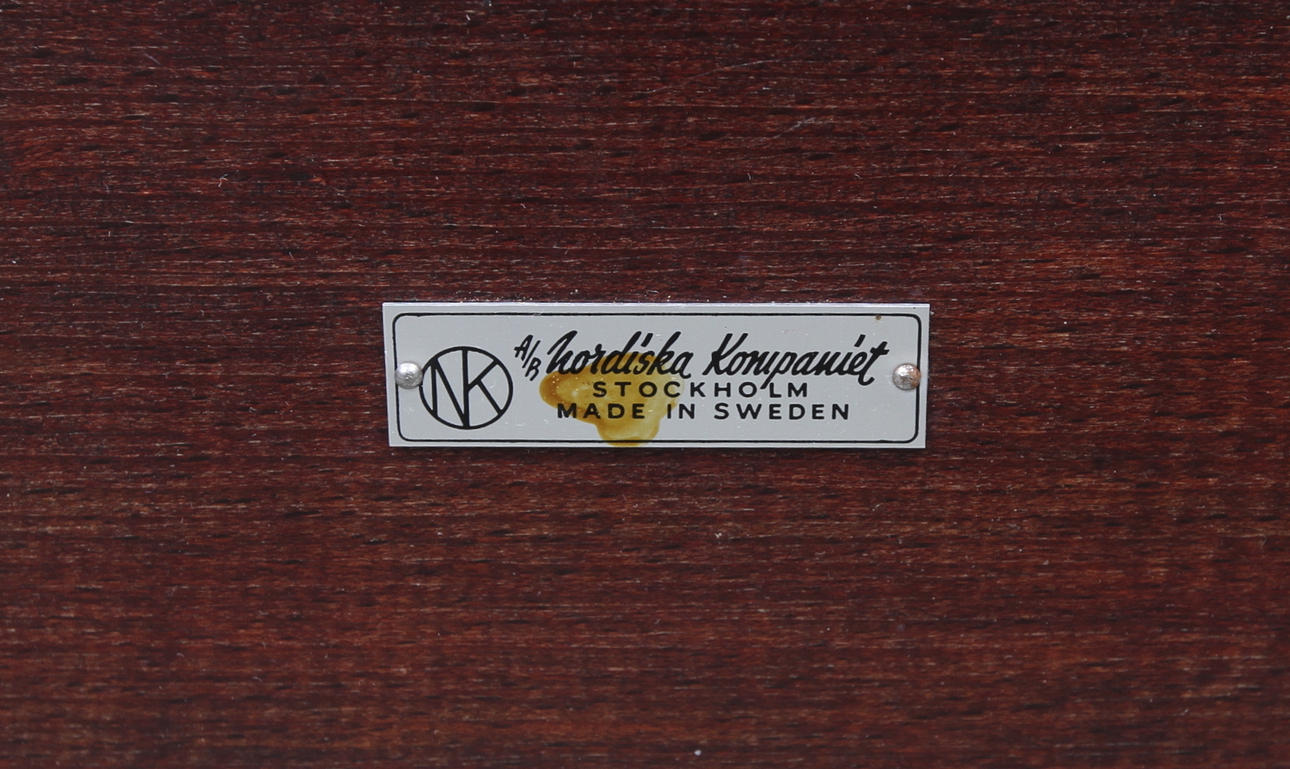 NK
A/B Nordiska Kompaniet
STOCKHOLM
MADE IN SWEDEN